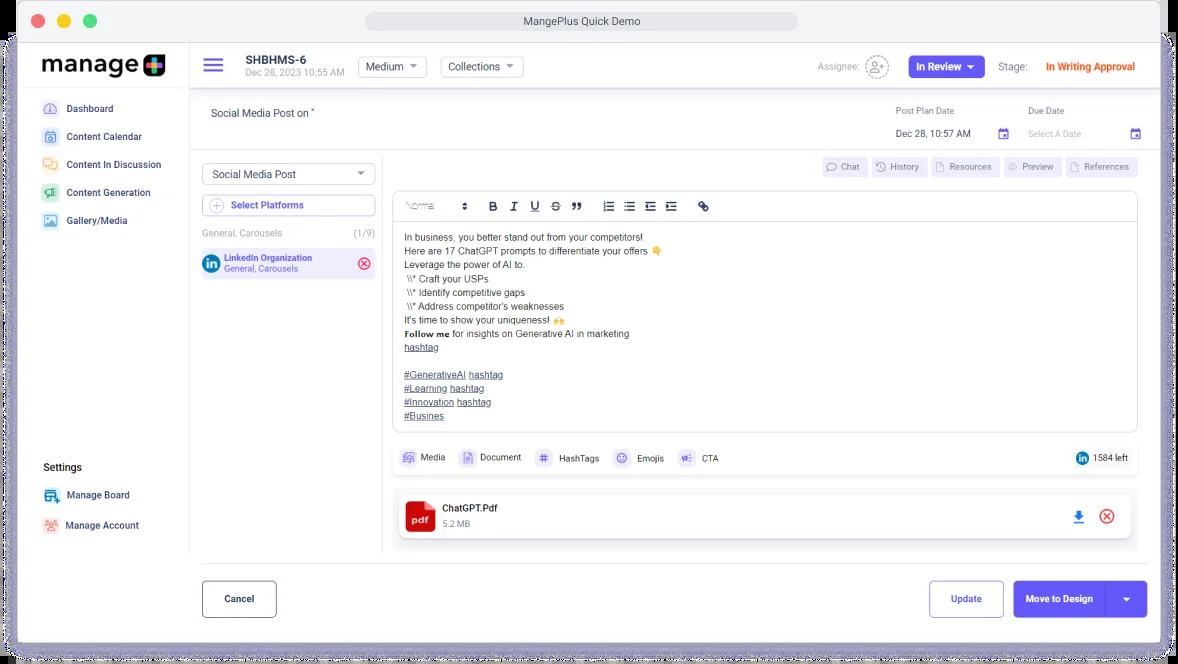 MangePlus Quick Demo
manage
SHBHMS-6
Dec 28, 2023 10:55 AM
Medium
Collections
Assignee:
In Review
Stage:
In Writing Approval
Dashboard
Content Calendar
Content In Discussion
Content Generation
Gallery/Media
Settings
Manage Board
Manage Account
Social Media Post on "
Post Plan Date
Due Date
Dec 28, 10:57 AM
Select A Date
Social Media Post
Select Platforms
General, Carousels (1/9)
LinkedIn Organization
General, Carousels
Chat
History
Resources
Preview
References
Normal
In business, you better stand out from your competitors!
Here are 17 ChatGPT prompts to differentiate your offers 👇
Leverage the power of AI to.
\\* Craft your USPs
\\* Identify competitive gaps
\\* Address competitor's weaknesses
It's time to show your uniqueness! 🙌
Follow me for insights on Generative AI in marketing
hashtag
#GenerativeAI hashtag
#Learning hashtag
#Innovation hashtag
#Busines
Media
Document
HashTags
Emojis
CTA
in 1584 left
pdf
ChatGPT.Pdf
5.2 MB
Cancel
Update
Move to Design